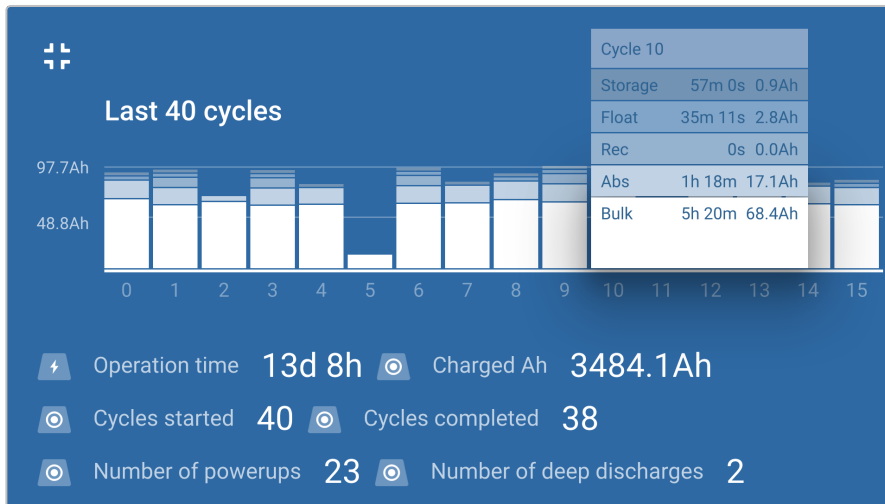 Cycle 10
Storage 57m 0s 0.9Ah
Float 35m 11s 2.8Ah
Rec 0s 0.0Ah
Abs 1h 18m 17.1Ah
Bulk 5h 20m 68.4Ah
Last 40 cycles
97.7Ah
48.8Ah
0 1 2 3 4 5 6 7 8 9 10 11 12 13 14 15
Operation time 13d 8h Charged Ah 3484.1Ah
Cycles started 40 Cycles completed 38
Number of powerups 23 Number of deep discharges 2